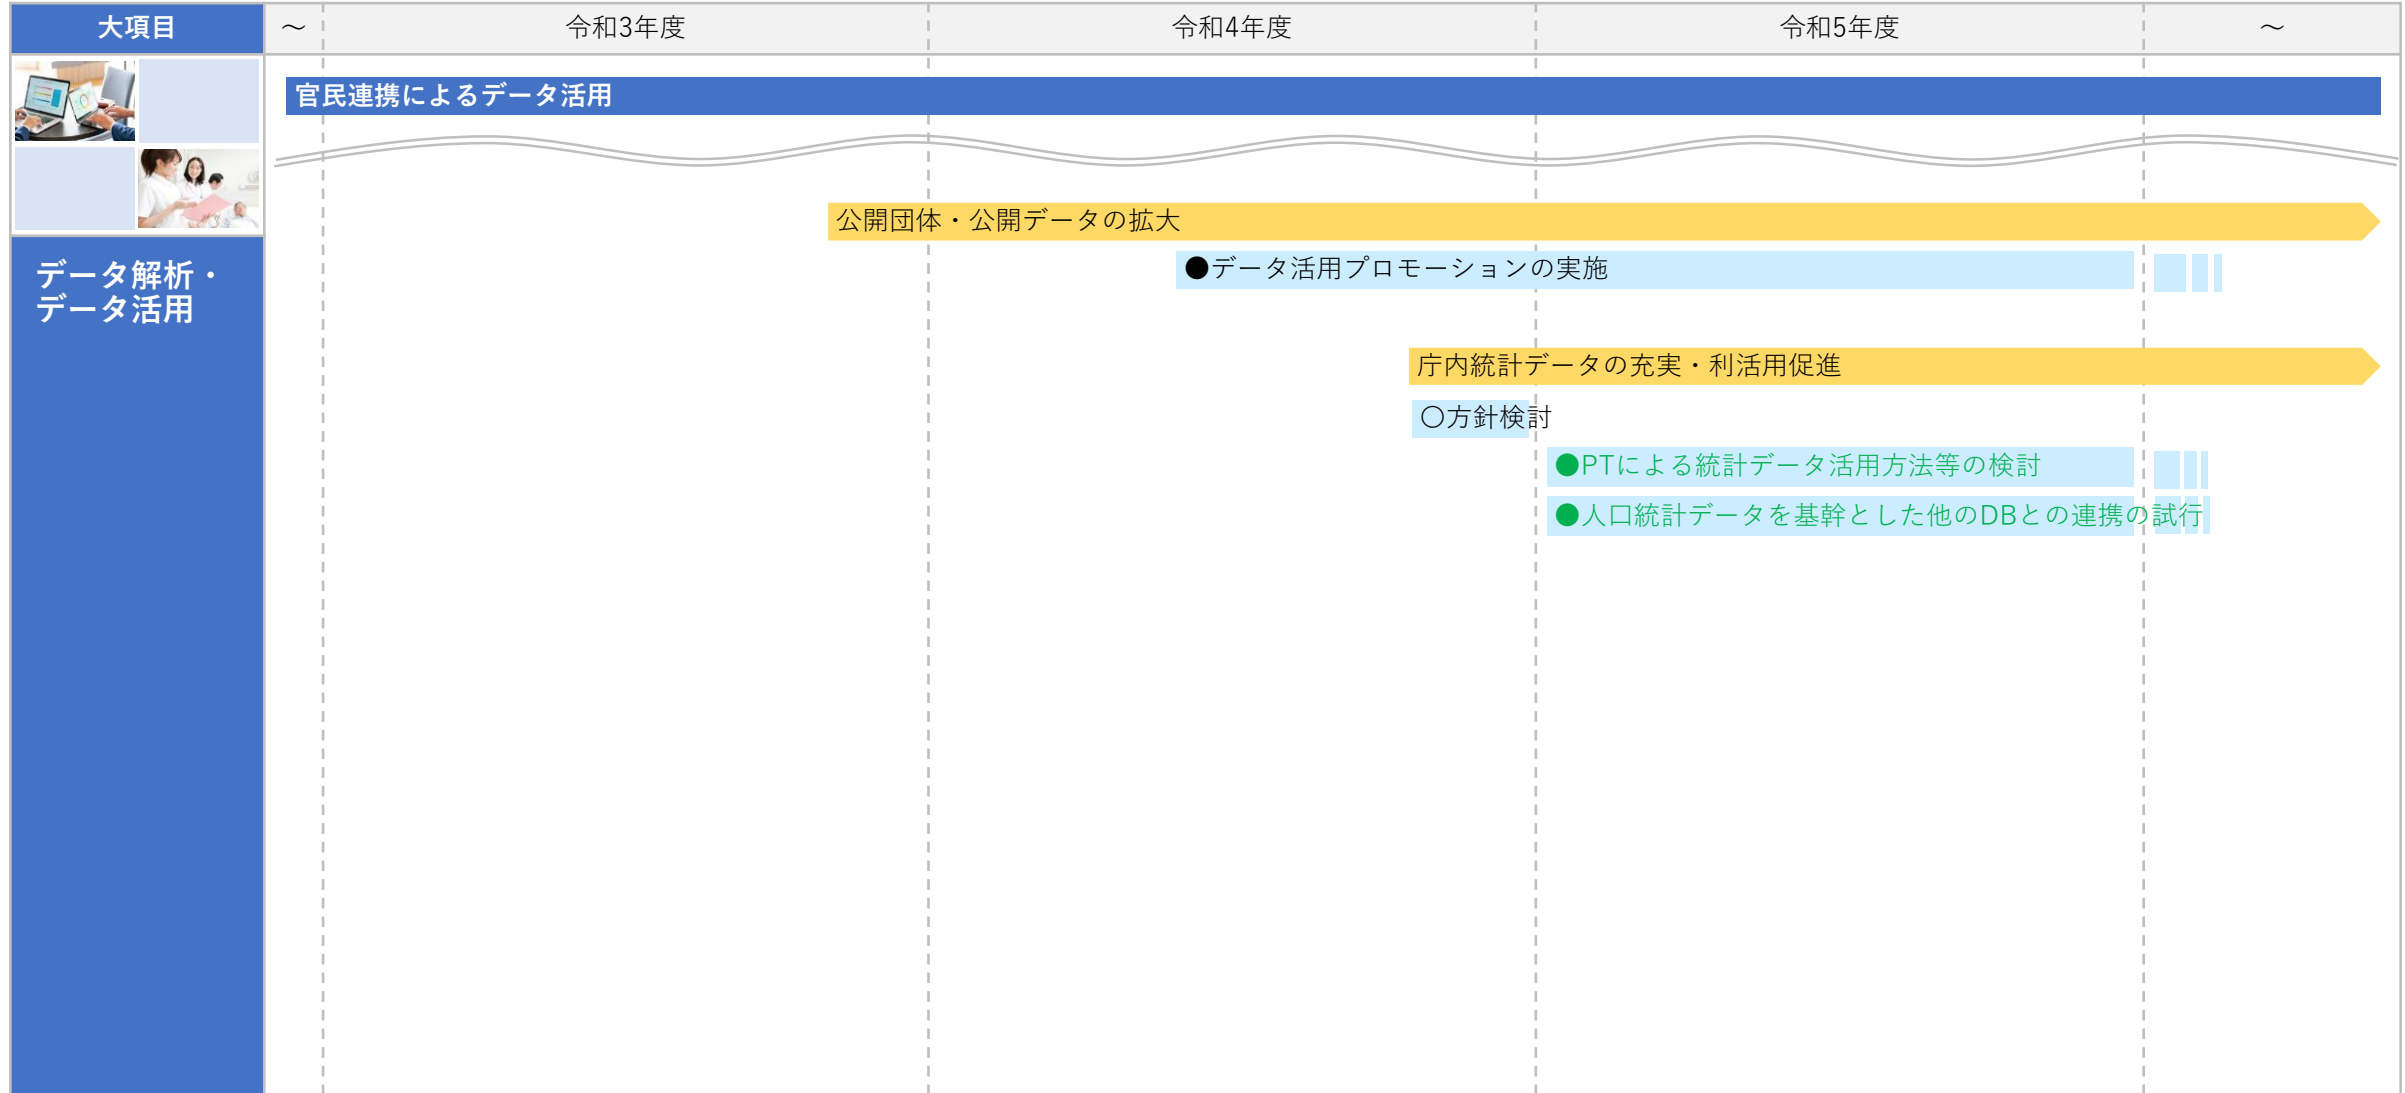 大項目
～
令和3年度
令和4年度
令和5年度
～
官民連携によるデータ活用
公開団体・公開データの拡大
●データ活用プロモーションの実施
データ解析・
データ活用
庁内統計データの充実・利活用促進
〇方針検討
●PTによる統計データ活用方法等の検討
●人口統計データを基幹とした他のDBとの連携の試行